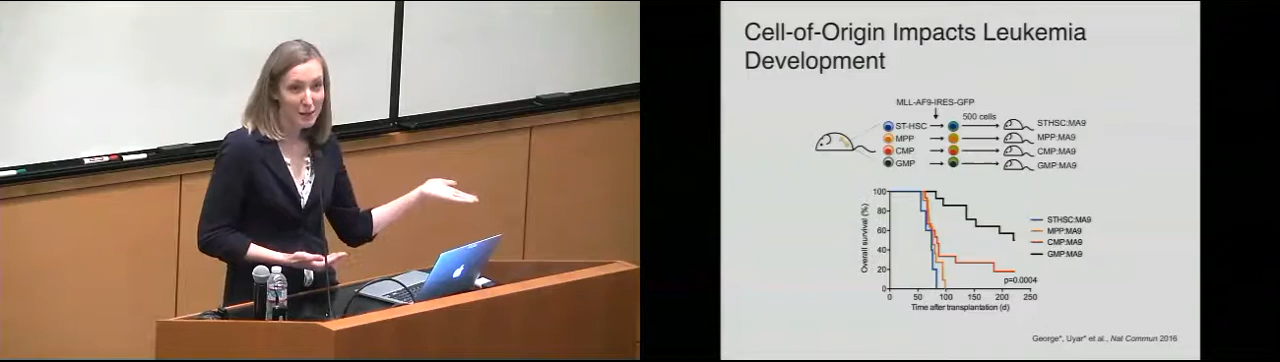 Cell-of-Origin Impacts Leukemia
Development
MLL-AF9-IRES-GFP
500 cells
ST-HSC
STHSC:MA9
MPP
MPP:MA9
CMP
CMP:MA9
GMP
GMP:MA9
100
80
60
40
20
0
Overall survival (%)
STHSC:MA9
MPP:MA9
CMP:MA9
GMP:MA9
p=0.0004
0 50 100 150 200 250
Time after transplantation (d)
George*, Uyar* et al., Nat Commun 2016